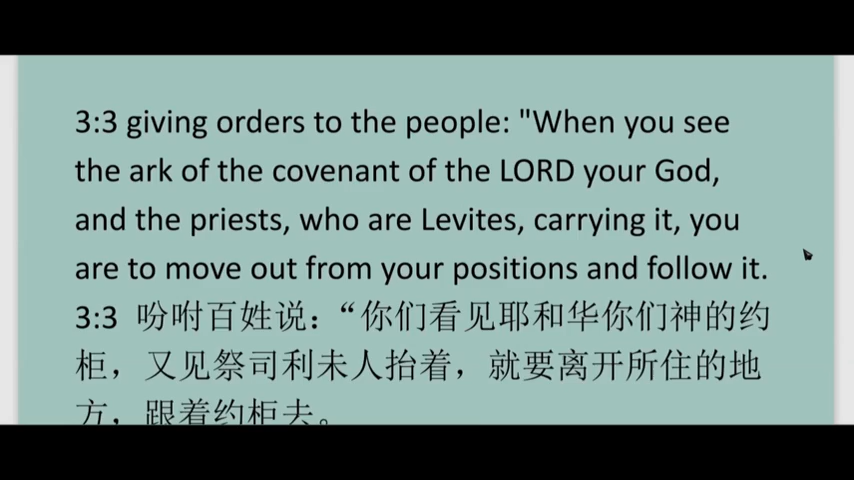 3:3 giving orders to the people: "When you see
the ark of the covenant of the LORD your God,
and the priests, who are Levites, carrying it, you
are to move out from your positions and follow it.
3:3 吩咐百姓说：“你们看见耶和华你们神的约
柜，又见祭司利未人抬着，就要离开所住的地
方，跟着约柜去。